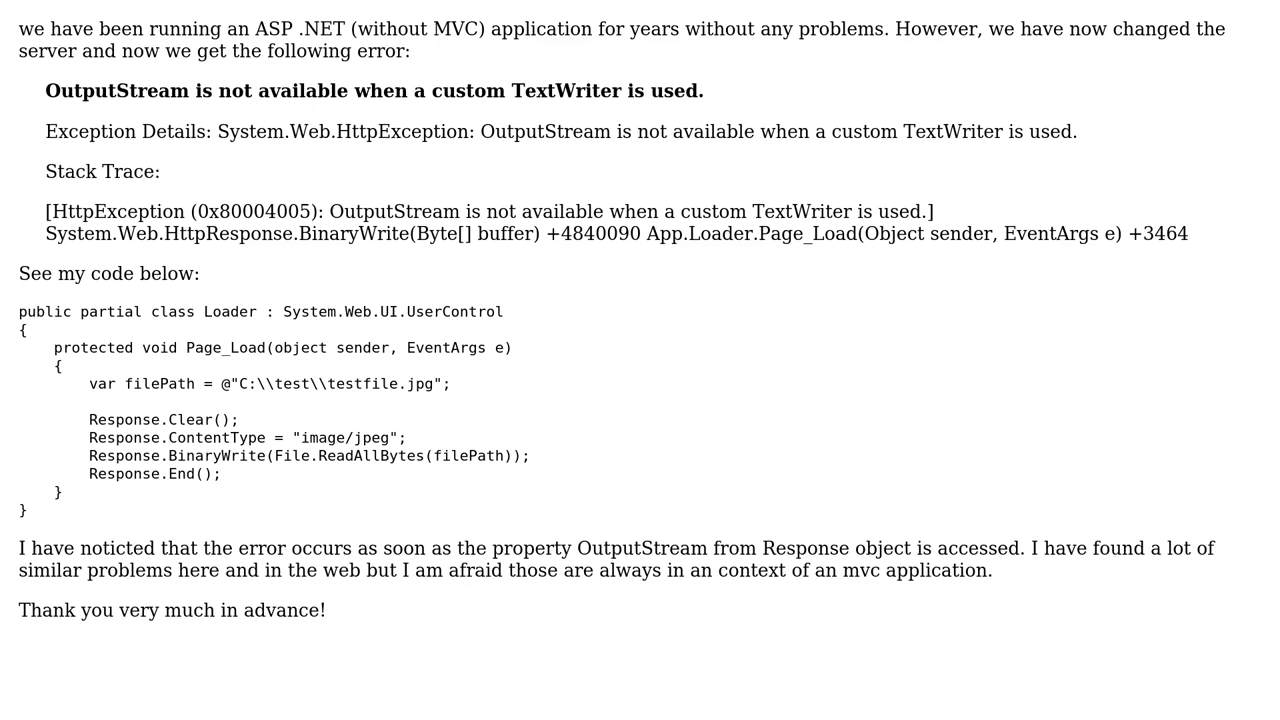 we have been running an ASP .NET (without MVC) application for years without any problems. However, we have now changed the
server and now we get the following error:
OutputStream is not available when a custom TextWriter is used.
Exception Details: System.Web.HttpException: OutputStream is not available when a custom TextWriter is used.
Stack Trace:
[HttpException (0x80004005): OutputStream is not available when a custom TextWriter is used.]
System.Web.HttpResponse.BinaryWrite(Byte[] buffer) +4840090 App.Loader.Page_Load(Object sender, EventArgs e) +3464
See my code below:
public partial class Loader : System.Web.UI.UserControl
{
    protected void Page_Load(object sender, EventArgs e)
    {
        var filePath = @"C:\\test\\testfile.jpg";
        Response.Clear();
        Response.ContentType = "image/jpeg";
        Response.BinaryWrite(File.ReadAllBytes(filePath));
        Response.End();
    }
}
I have noticted that the error occurs as soon as the property OutputStream from Response object is accessed. I have found a lot of
similar problems here and in the web but I am afraid those are always in an context of an mvc application.
Thank you very much in advance!